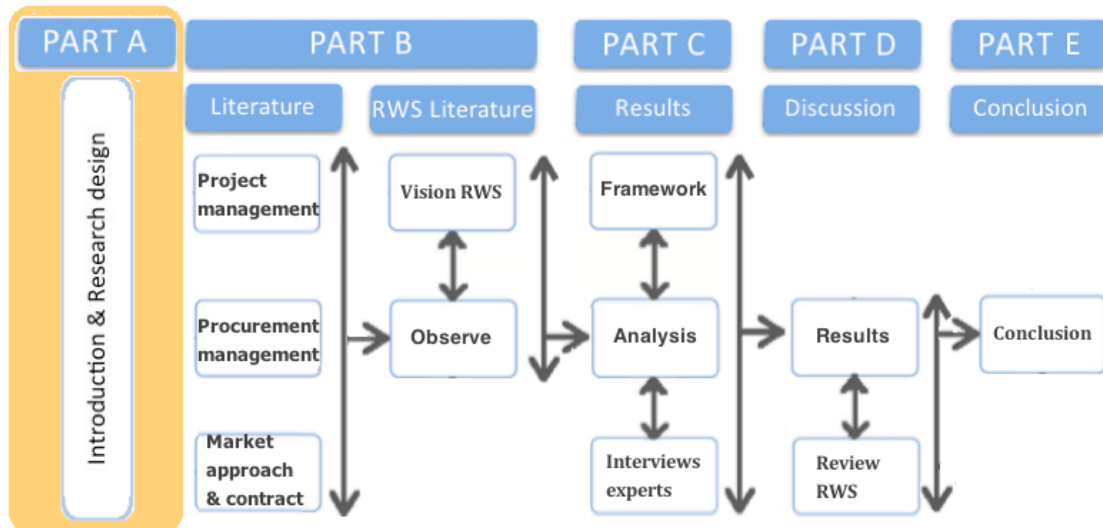 PART A
PART B
PART C
PART D
PART E
Introduction & Research design
Literature
RWS Literature
Results
Discussion
Conclusion
Project
management
Vision RWS
Framework
Procurement
management
Observe
Analysis
Results
Conclusion
Market
approach
& contract
Interviews
experts
Review
RWS